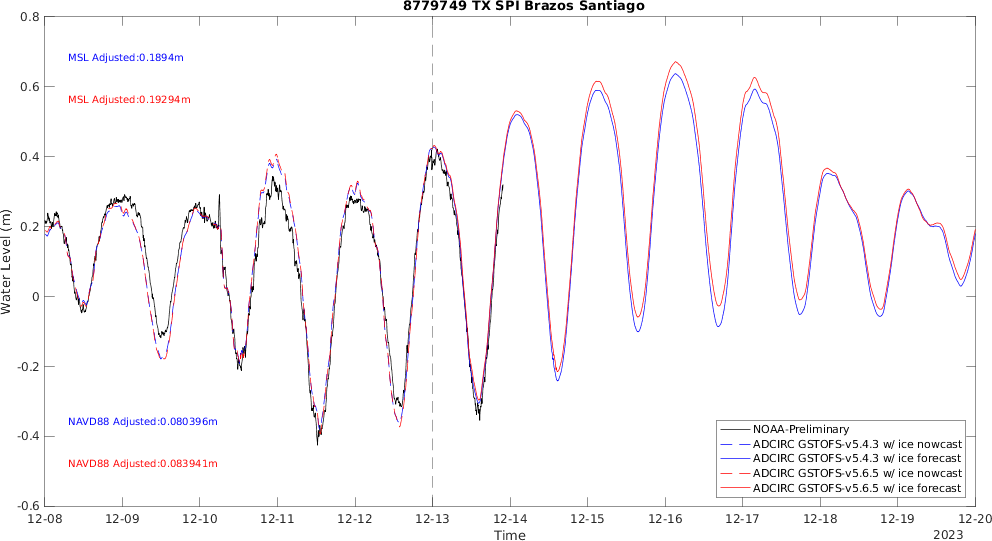 8779749 TX SPI Brazos Santiago
0.8
0.6
0.4
0.2
0
-0.2
-0.4
-0.6
Water Level (m)
MSL Adjusted:0.1894m
MSL Adjusted:0.19294m
NAVD88 Adjusted:0.080396m
NAVD88 Adjusted:0.083941m
NOAA-Preliminary
ADCIRC GSTOFS-v5.4.3 w/ ice nowcast
ADCIRC GSTOFS-v5.4.3 w/ ice forecast
ADCIRC GSTOFS-v5.6.5 w/ ice nowcast
ADCIRC GSTOFS-v5.6.5 w/ ice forecast
12-08 12-09 12-10 12-11 12-12 12-13 12-14 12-15 12-16 12-17 12-18 12-19 12-20
Time
2023